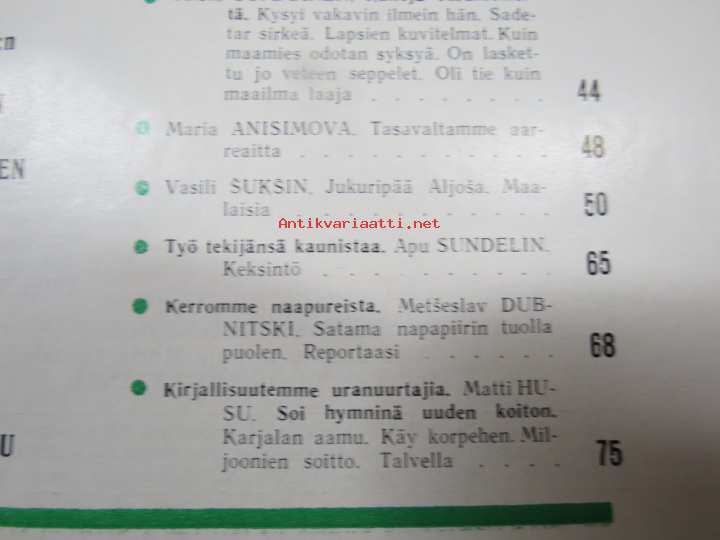 tä. Kysyi vakavin ilmein hän. Sade-
tar sirkeä. Lapsien kuvitelmat. Kuin
maamies odotan syksyä. On lasket-
tu jo veteen seppelet. Oli tie kuin
maailma laaja . . . . . . . . 44
Maria ANISIMOVA. Tasavaltamme aar-
reaitta . . . . . . . . . . . 48
Vasili ŠUKŠIN. Jukuripää Aljoša. Maa-
laisia . . . . . . . . . . . 50
Antikvariaatti.net
Työ tekijänsä kaunistaa. Apu SUNDELIN.
Keksintö . . . . . . . . . . 65
Kerromme naapureista. Metšeslav DUB-
NITSKI. Satama napapiirin tuolla
puolen. Reportaasi . . . . . . 68
Kirjallisuutemme uranuurtajia. Matti HU-
SU. Soi hymninä uuden koiton.
Karjalan aamu. Käy korpehen. Mil-
joonien soitto. Talvella . . . . 75
EN
U